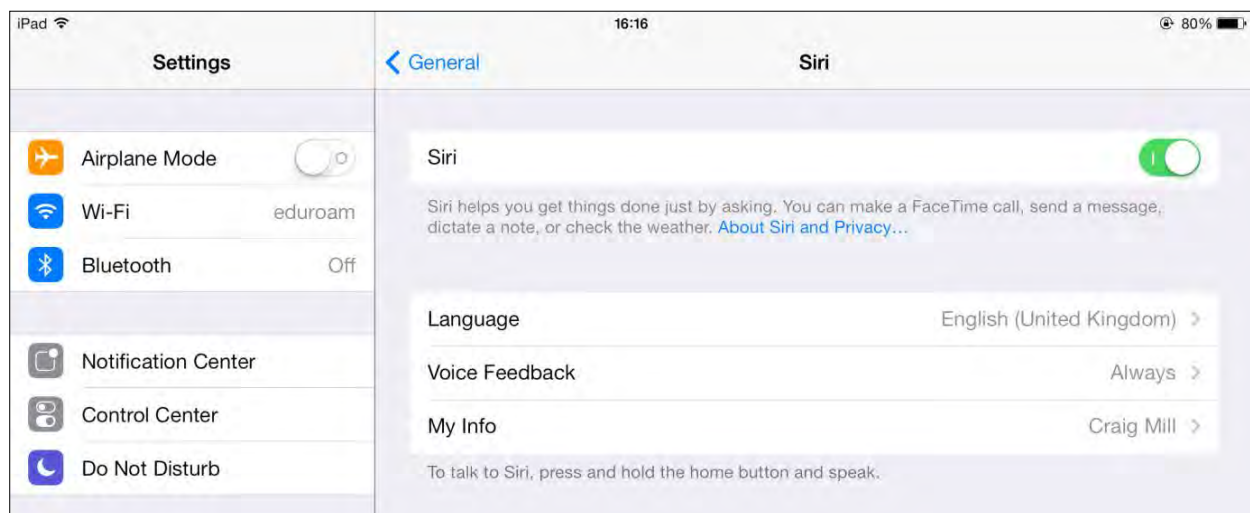 iPad 16:16 80%
Settings
General Siri
Airplane Mode
Wi-Fi eduroam
Bluetooth Off
Notification Center
Control Center
Do Not Disturb
Siri
Siri helps you get things done just by asking. You can make a FaceTime call, send a message,
dictate a note, or check the weather. About Siri and Privacy…
Language English (United Kingdom)
Voice Feedback Always
My Info Craig Mill
To talk to Siri, press and hold the home button and speak.